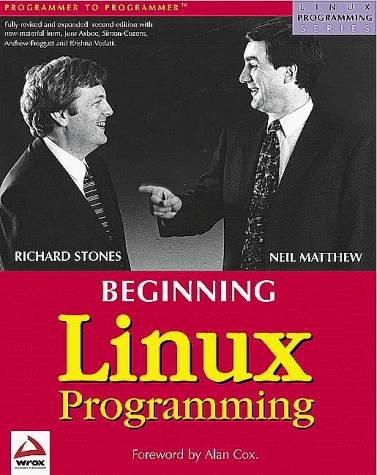 PROGRAMMER TO PROGRAMMER™
LINUX
PROGRAMMING
SERIES
Fully revised and expanded second edition with
new material from, Jens Axboe, Simon Cozens,
Andrew Froggatt and Krishna Vedati.
RICHARD STONES
NEIL MATTHEW
BEGINNING
Linux
Programming
Foreword by Alan Cox.
wrox